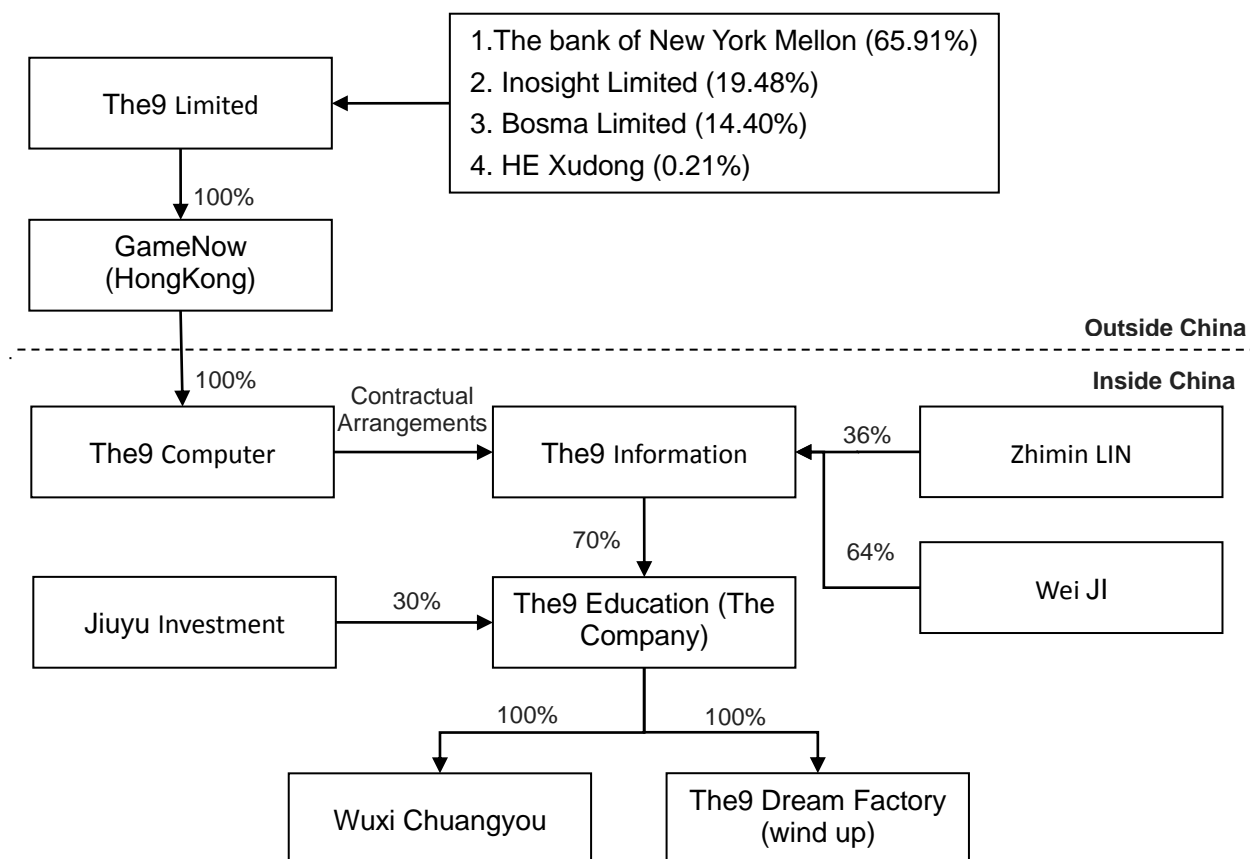 1.The bank of New York Mellon (65.91%)
2. Inosight Limited (19.48%)
3. Bosma Limited (14.40%)
4. HE Xudong (0.21%)
The9 Limited
100%
GameNow
(HongKong)
Outside China
Inside China
100%
Contractual
Arrangements
The9 Computer
The9 Information
36%
Zhimin LIN
70%
64%
Wei JI
Jiuyu Investment
30%
The9 Education (The
Company)
100%
100%
Wuxi Chuangyou
The9 Dream Factory
(wind up)